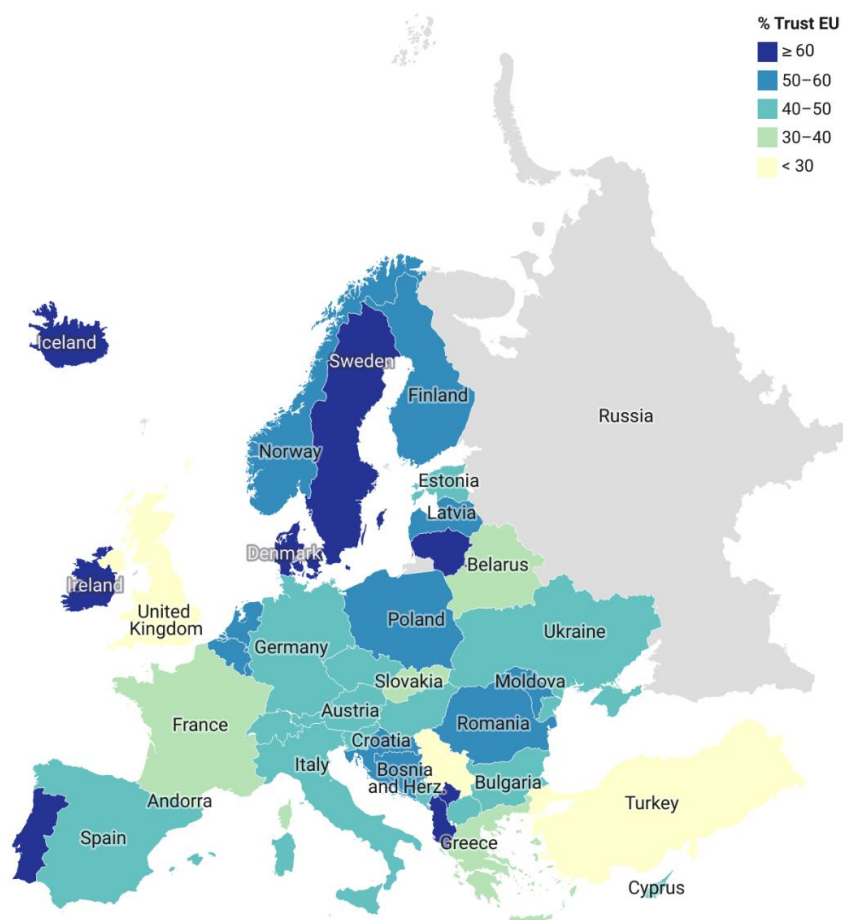 % Trust EU
≥ 60
50–60
40–50
30–40
< 30
Iceland
Sweden
Finland
Russia
Norway
Estonia
Latvia
Denmark
Belarus
Ireland
United
Kingdom
Poland
Ukraine
Germany
Slovakia
Moldova
Austria
France
Romania
Croatia
Italy
Bosnia
and Herz.
Bulgaria
Andorra
Turkey
Spain
Greece
Cyprus